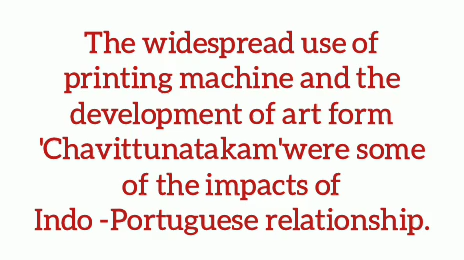 The widespread use of
printing machine and the
development of art form
'Chavittunatakam'were some
of the impacts of
Indo -Portuguese relationship.